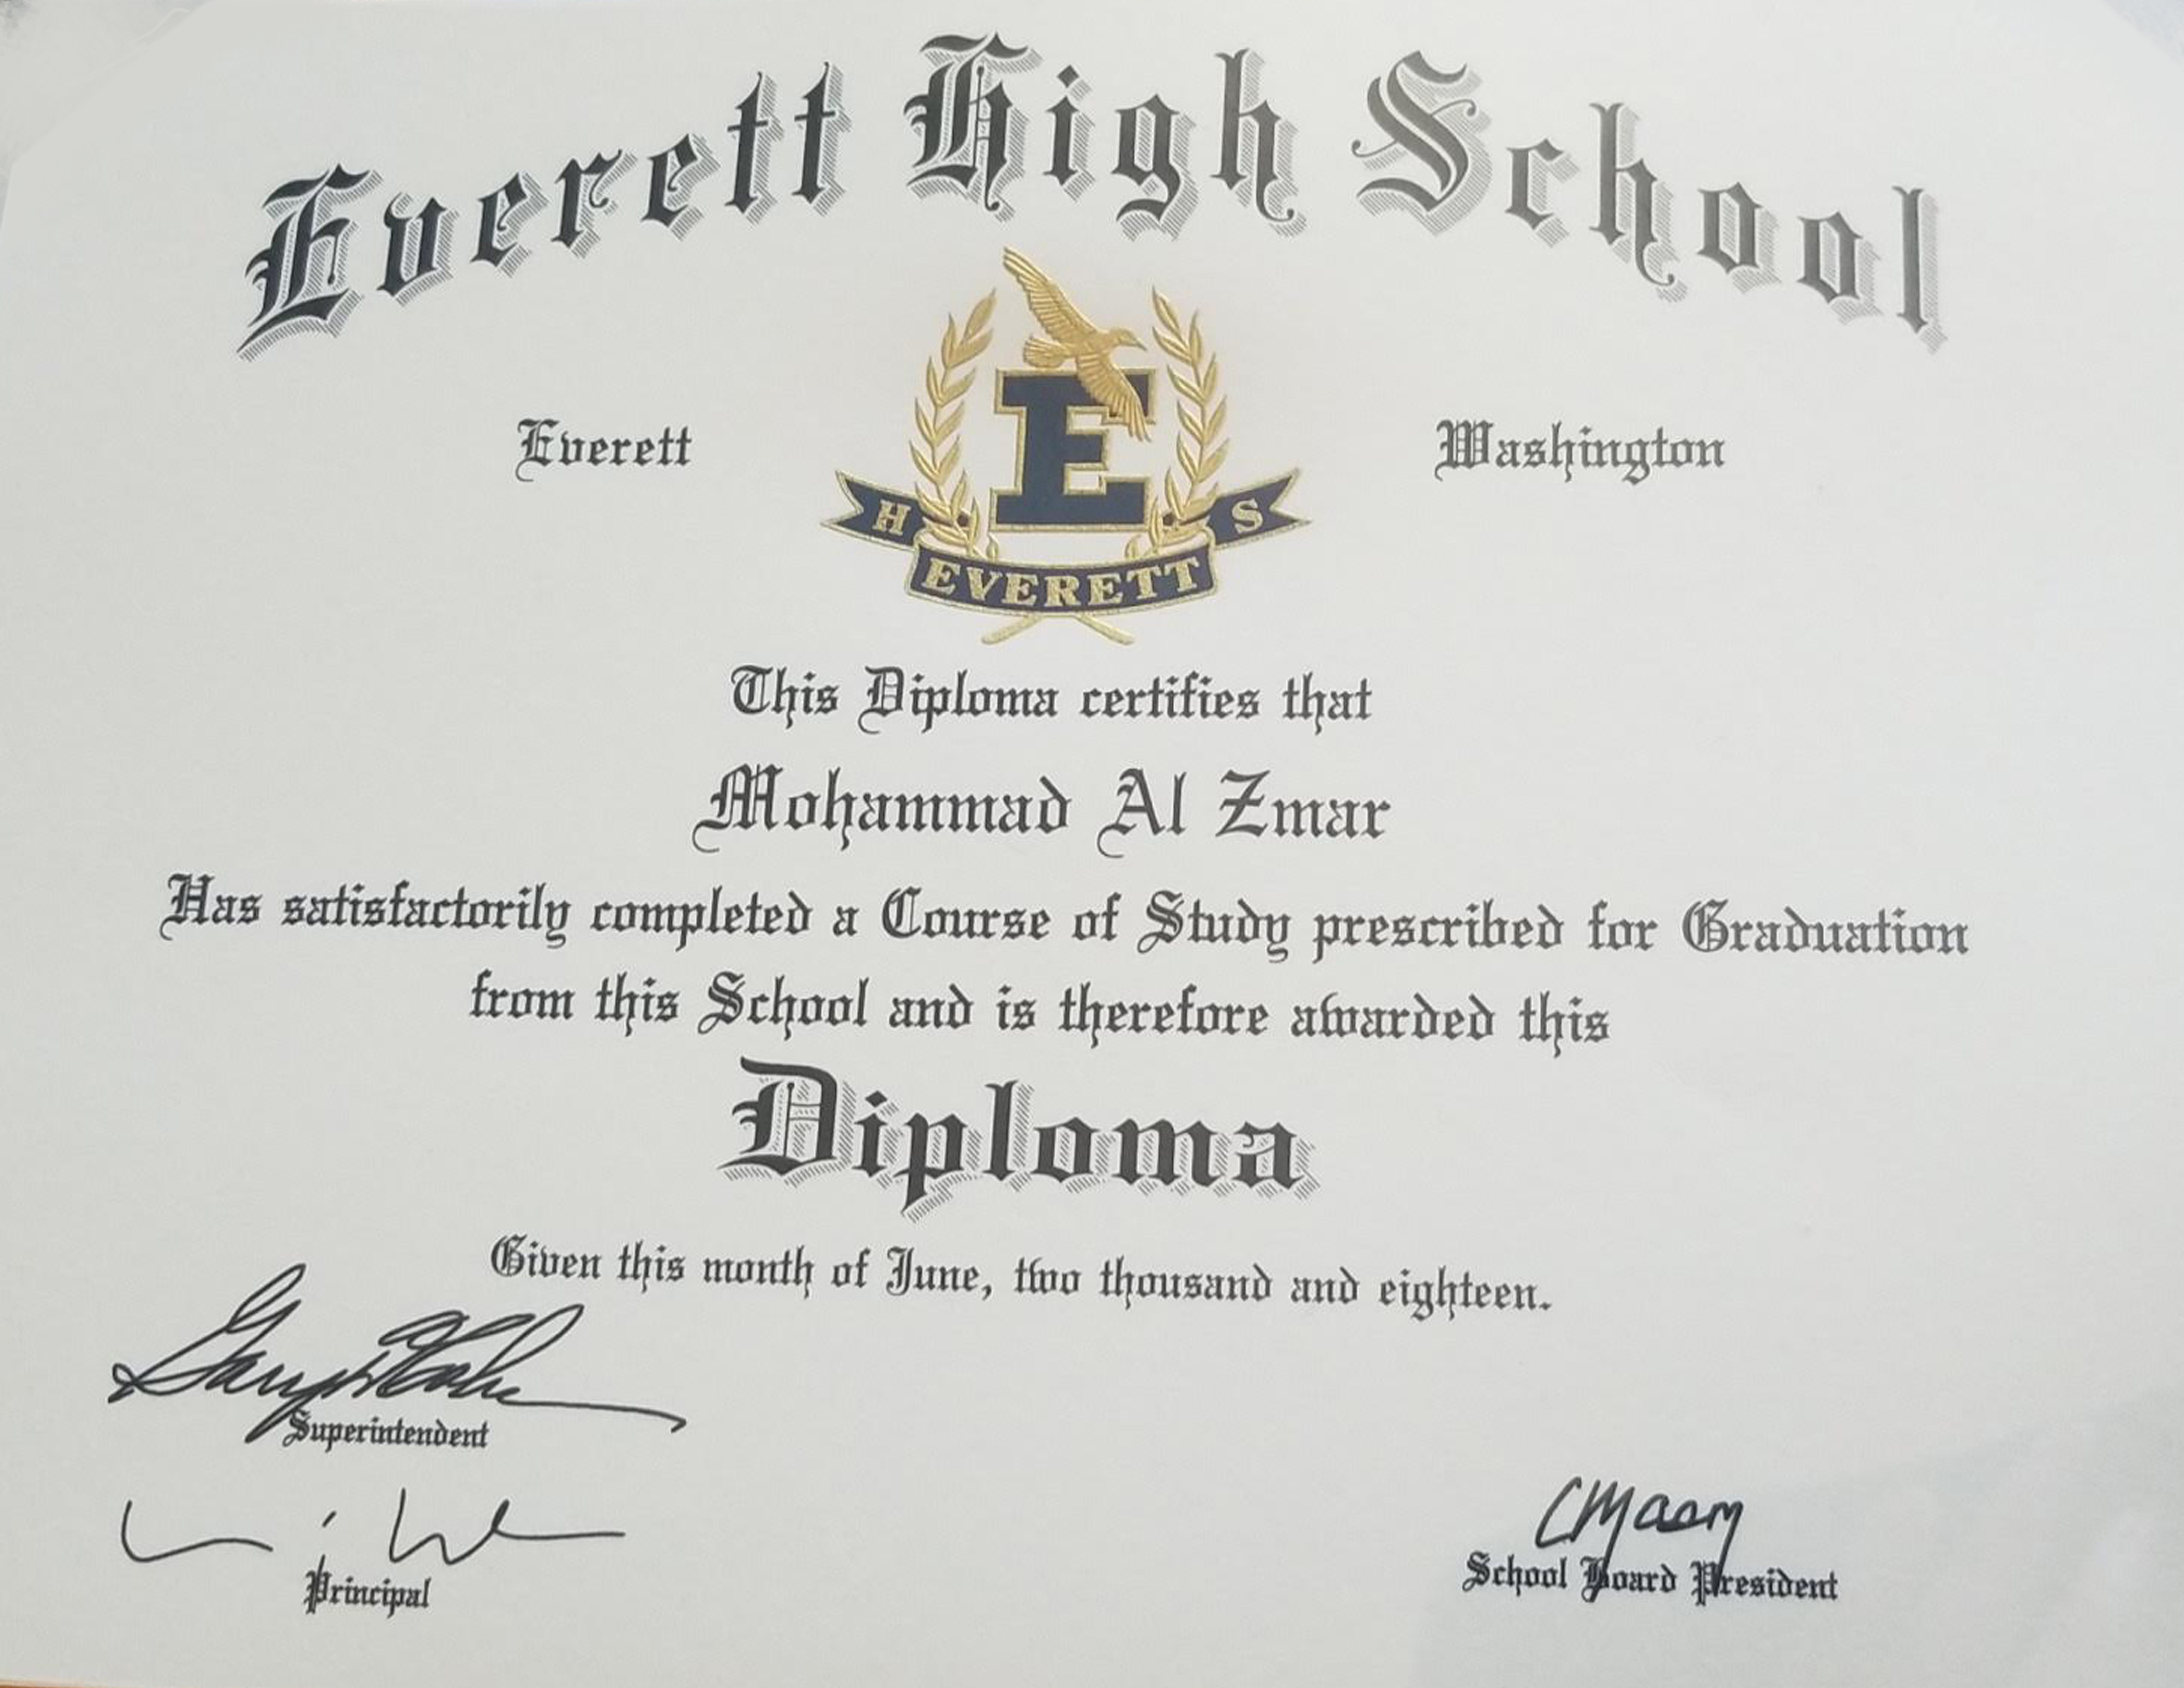 Everett High School
Everett
Washington
E
H S
EVERETT
This Diploma certifies that
Mohammad Al Zmar
Has satisfactorily completed a Course of Study prescribed for Graduation
from this School and is therefore awarded this
Diploma
Given this month of June, two thousand and eighteen.
Superintendent
Principal
School Board President